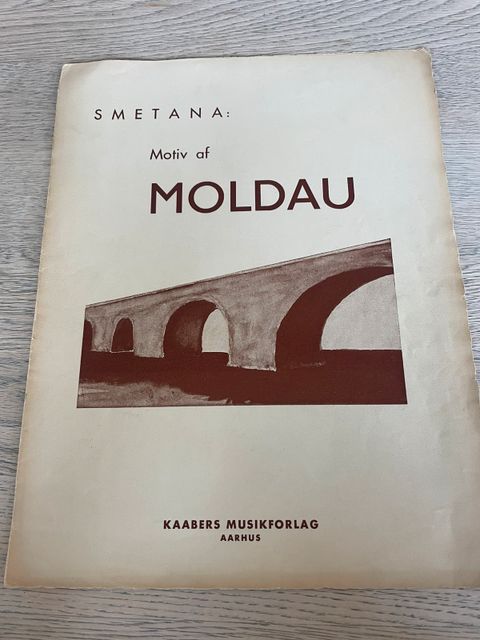 SMETANA:
Motiv af
MOLDAU
KAABERS MUSIKFORLAG
AARHUS